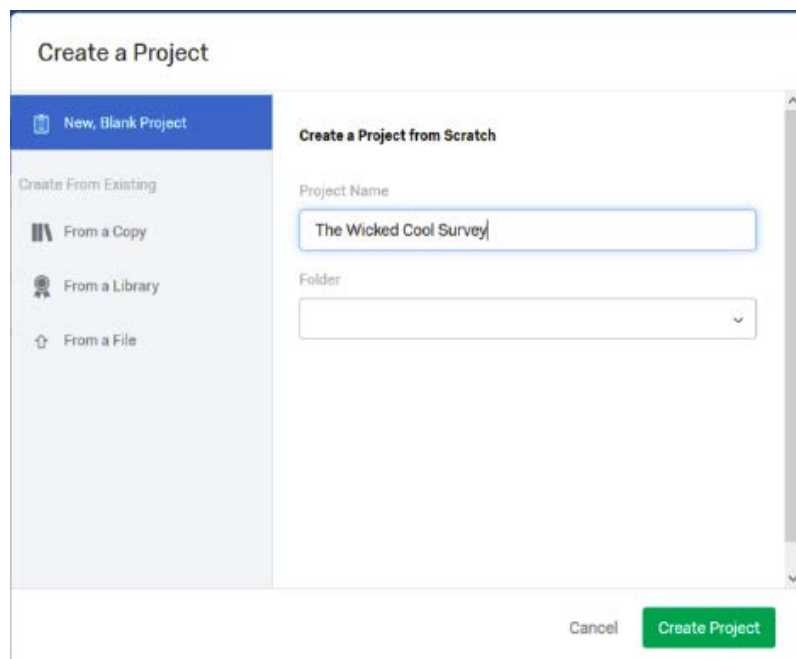 Create a Project
New, Blank Project
Create From Existing
From a Copy
From a Library
From a File
Create a Project from Scratch
Project Name
The Wicked Cool Survey
Folder
Cancel
Create Project